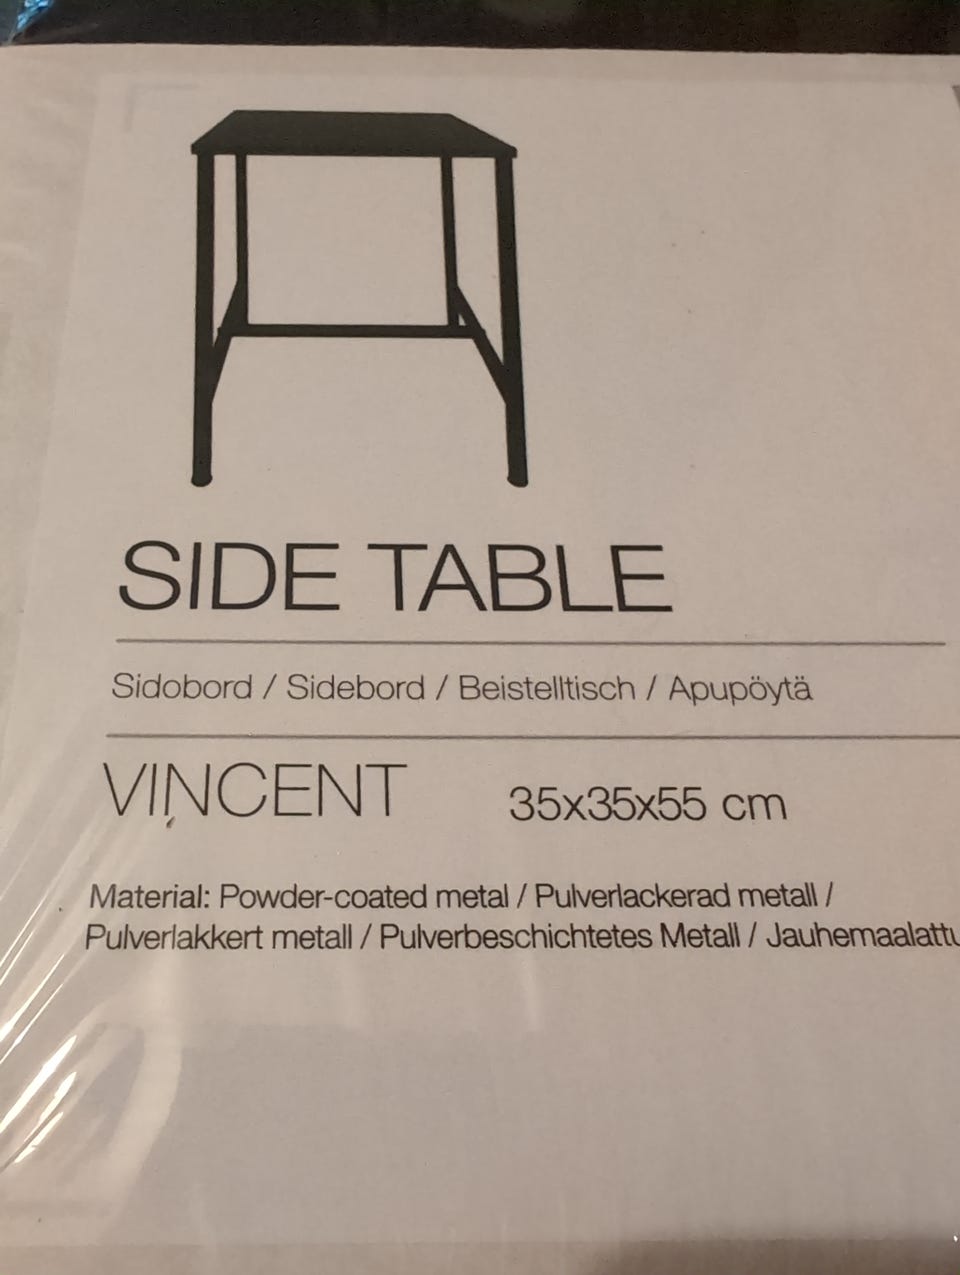 SIDE TABLE
Sidobord / Sidebord / Beistelltisch / Apupöytä
VINCENT 35x35x55 cm
Material: Powder-coated metal / Pulverlackerad metall /
Pulverlakkert metall / Pulverbeschichtetes Metall /